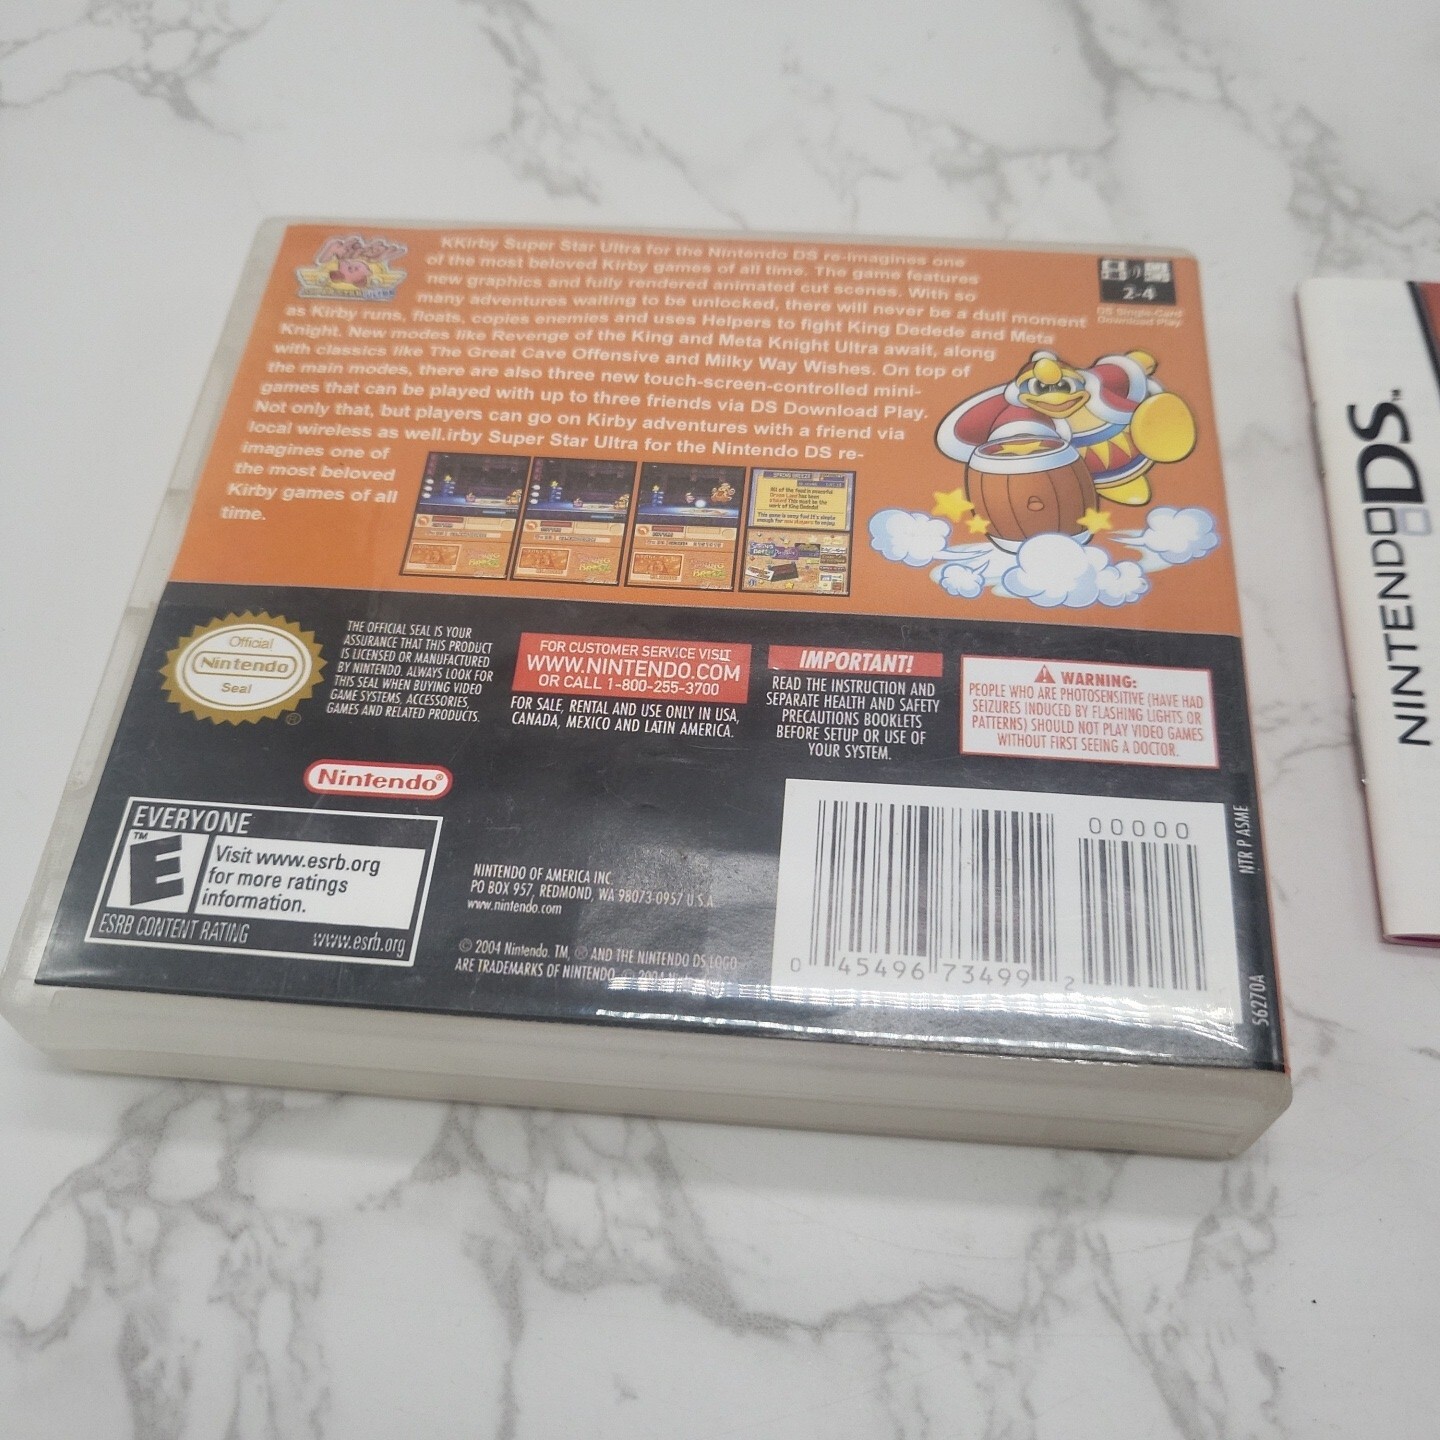 KKirby Super Star Ultra for the Nintendo DS re-imagines one
of the most beloved Kirby games of all time. The game features
new graphics and fully rendered animated cut scenes. With so
many adventures waiting to be unlocked, there will never be a dull moment
as Kirby runs, floats, copies enemies and uses Helpers to fight King Dedede and Meta
Knight. New modes like Revenge of the King and Meta Knight Ultra await, along
with classics like The Great Cave Offensive and Milky Way Wishes. On top of
the main modes, there are also three new touch-screen-controlled mini-
games that can be played with up to three friends via DS Download Play.
Not only that, but players can go on Kirby adventures with a friend via
local wireless as well.irby Super Star Ultra for the Nintendo DS re-
imagines one of
the most beloved
Kirby games of all
time.
Kirby
SUPER STAR ULTRA
2-4
DS Single-Card
Download Play
Official
Nintendo
Seal
®
THE OFFICIAL SEAL IS YOUR
ASSURANCE THAT THIS PRODUCT
IS LICENSED OR MANUFACTURED
BY NINTENDO. ALWAYS LOOK FOR
THIS SEAL WHEN BUYING VIDEO
GAME SYSTEMS, ACCESSORIES,
GAMES AND RELATED PRODUCTS.
FOR CUSTOMER SERVICE VISIT
WWW.NINTENDO.COM
OR CALL 1-800-255-3700
FOR SALE, RENTAL AND USE ONLY IN USA,
CANADA, MEXICO AND LATIN AMERICA.
IMPORTANT!
READ THE INSTRUCTION AND
SEPARATE HEALTH AND SAFETY
PRECAUTIONS BOOKLETS
BEFORE SETUP OR USE OF
YOUR SYSTEM.
WARNING:
PEOPLE WHO ARE PHOTOSENSITIVE (HAVE HAD
SEIZURES INDUCED BY FLASHING LIGHTS OR
PATTERNS) SHOULD NOT PLAY VIDEO GAMES
WITHOUT FIRST SEEING A DOCTOR.
Nintendo®
EVERYONE
TM
E
Visit www.esrb.org
for more ratings
information.
ESRB CONTENT RATING
www.esrb.org
NINTENDO OF AMERICA INC.
PO BOX 957, REDMOND, WA 98073-0957 U.S.A.
www.nintendo.com
© 2004 Nintendo. TM, ® AND THE NINTENDO DS LOGO
ARE TRADEMARKS OF NINTENDO. © 2004
00000
0 45496 73499 2
NTR P ASME
56270A
NINTENDO DS™